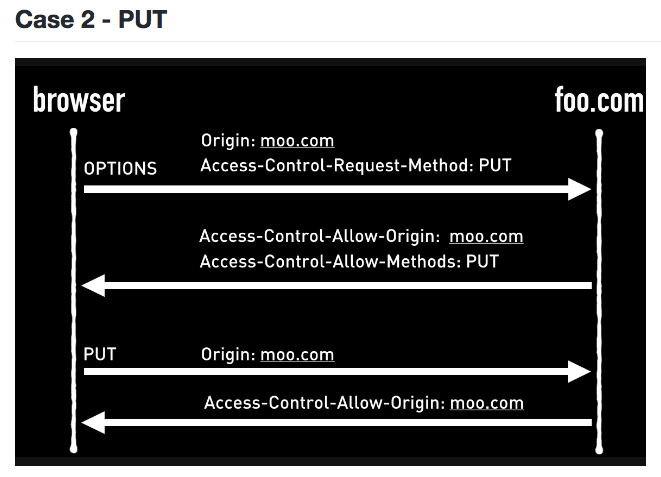 Case 2 - PUT
browser
foo.com
Origin: moo.com
OPTIONS
Access-Control-Request-Method: PUT
Access-Control-Allow-Origin: moo.com
Access-Control-Allow-Methods: PUT
PUT
Origin: moo.com
Access-Control-Allow-Origin: moo.com